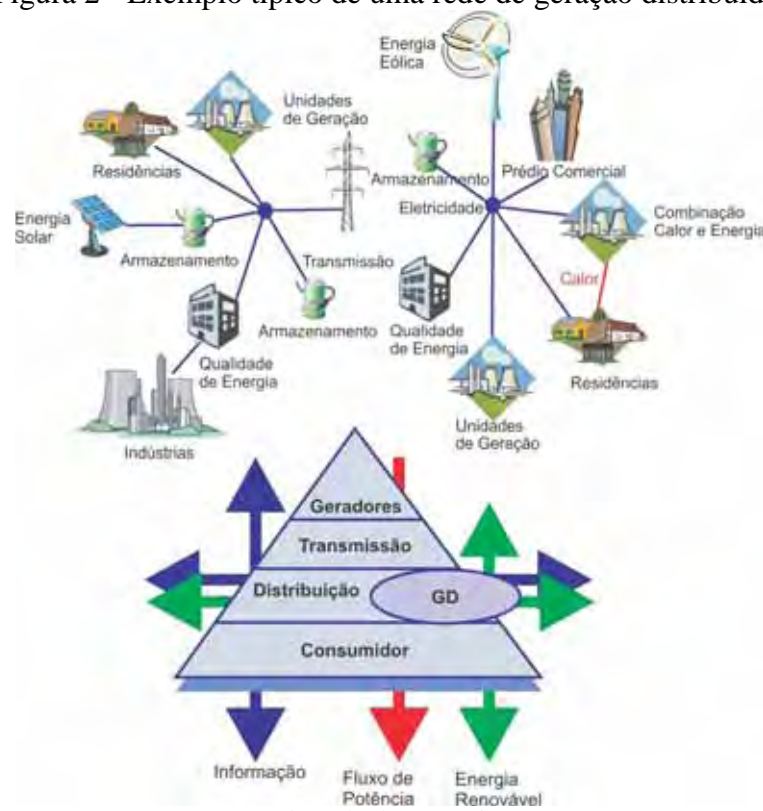 Figura 2 - Exemplo típico de uma rede de geração distribuíd
Energia
Eólica
Unidades
de Geração
Residências
Armazenamento
Prédio Comercial
Energia
Solar
Eletricidade
Combinação
Calor e Energia
Armazenamento
Transmissão
Calor
Armazenamento
Qualidade
de Energia
Qualidade
de Energia
Residências
Unidades
de Geração
Indústrias
Geradores
Transmissão
Distribuição
GD
Consumidor
Informação
Fluxo de
Potência
Energia
Renovável